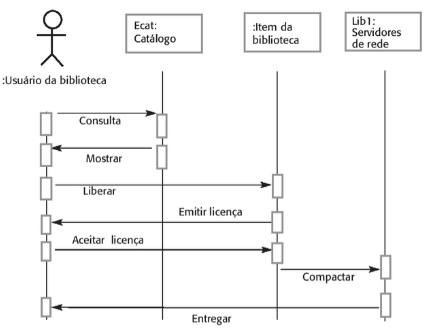 Ecat:
Catálogo
:Item da
biblioteca
Lib1:
Servidores
de rede
:Usuário da biblioteca
Consulta
Mostrar
Liberar
Emitir licença
Aceitar licença
Compactar
Entregar